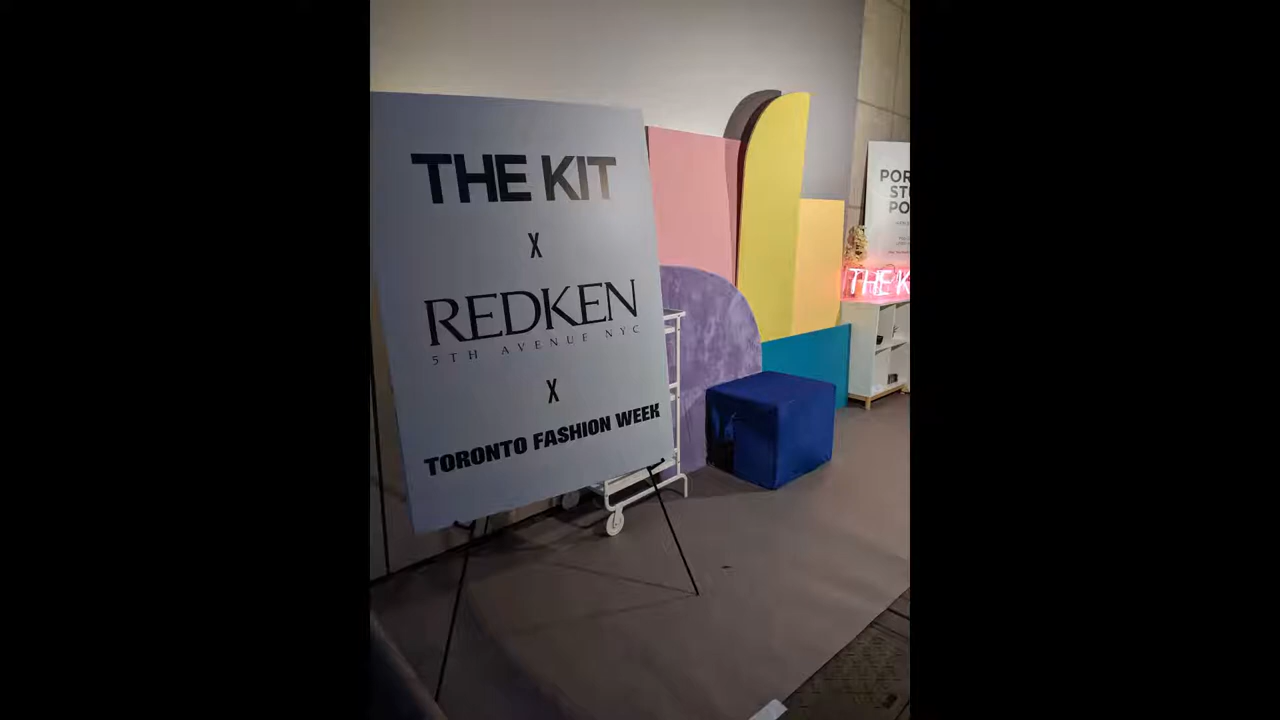 THE KIT
X
REDKEN
5TH AVENUE NYC
X
TORONTO FASHION WEEK
THE K